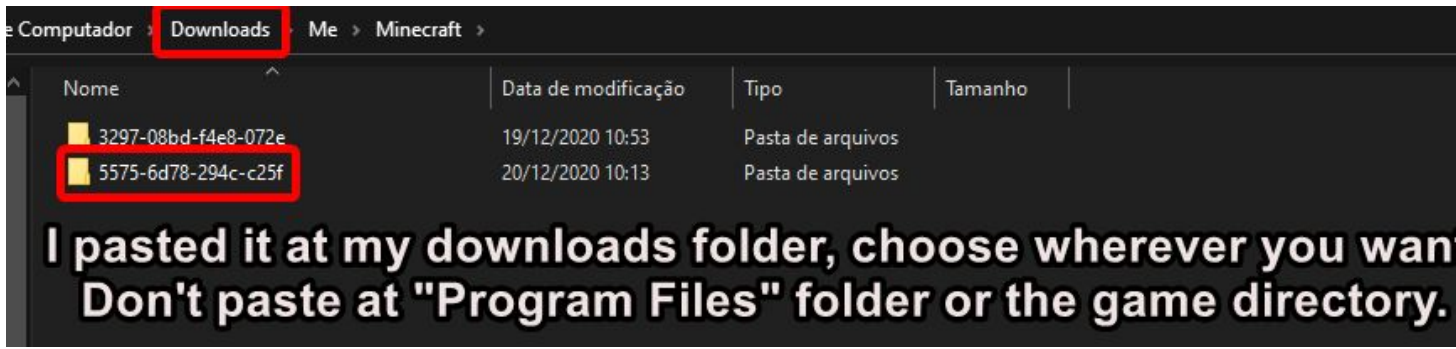 e Computador > Downloads > Me > Minecraft >
Nome Data de modificação Tipo Tamanho
3297-08bd-f4e8-072e 19/12/2020 10:53 Pasta de arquivos
5575-6d78-294c-c25f 20/12/2020 10:13 Pasta de arquivos
I pasted it at my downloads folder, choose wherever you wan
Don't paste at "Program Files" folder or the game directory.